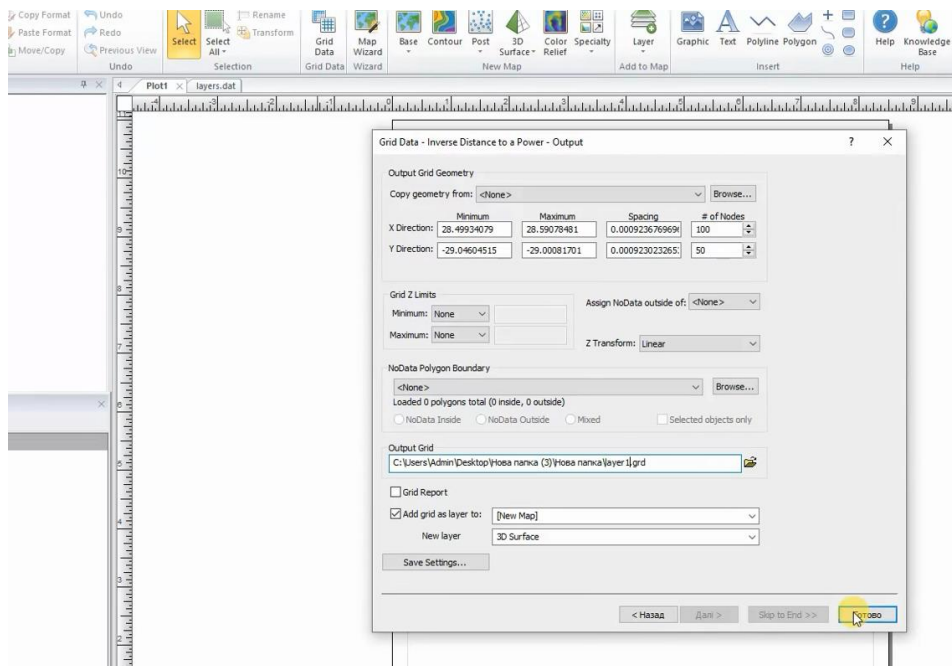 Copy Format
Undo
Rename
Paste Format
Redo
Transform
Move/Copy
Previous View
Select
Select All
Grid Data
Map Wizard
Base
Contour
Post
3D Surface
Color Relief
Specialty
Layer
Graphic
Text
Polyline
Polygon
Help
Knowledge Base
Undo
Selection
Grid Data
Wizard
New Map
Add to Map
Insert
Help
Plot1
layers.dat
Grid Data - Inverse Distance to a Power - Output
?
Output Grid Geometry
Copy geometry from: <None>
Browse...
Minimum Maximum Spacing # of Nodes
X Direction: 28.49934079 28.59078481 0.000923676969 100
Y Direction: -29.04604515 -29.00081701 0.00092302326 50
Grid Z Limits
Minimum: None
Assign NoData outside of: <None>
Maximum: None
Z Transform: Linear
NoData Polygon Boundary
<None>
Browse...
Loaded 0 polygons total (0 inside, 0 outside)
NoData Inside NoData Outside Mixed Selected objects only
Output Grid
C:\Users\Admin\Desktop\Нова папка (3)\Нова папка\layer1.grd
Grid Report
Add grid as layer to: [New Map]
New layer 3D Surface
Save Settings...
< Назад
Далі >
Skip to End >>
Готово